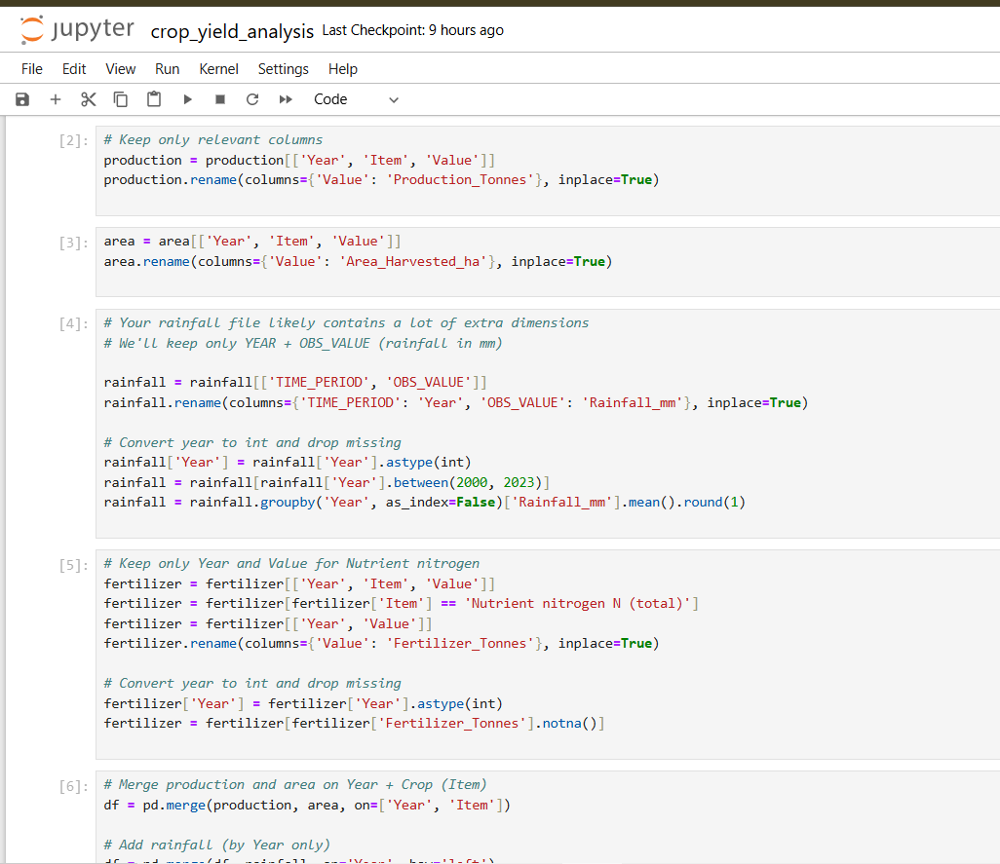 jupyter crop_yield_analysis Last Checkpoint: 9 hours ago
File Edit View Run Kernel Settings Help
Code
[2]: # Keep only relevant columns
production = production[['Year', 'Item', 'Value']]
production.rename(columns={'Value': 'Production_Tonnes'}, inplace=True)
[3]: area = area[['Year', 'Item', 'Value']]
area.rename(columns={'Value': 'Area_Harvested_ha'}, inplace=True)
[4]: # Your rainfall file likely contains a lot of extra dimensions
# We'll keep only YEAR + OBS_VALUE (rainfall in mm)
rainfall = rainfall[['TIME_PERIOD', 'OBS_VALUE']]
rainfall.rename(columns={'TIME_PERIOD': 'Year', 'OBS_VALUE': 'Rainfall_mm'}, inplace=True)
# Convert year to int and drop missing
rainfall['Year'] = rainfall['Year'].astype(int)
rainfall = rainfall[rainfall['Year'].between(2000, 2023)]
rainfall = rainfall.groupby('Year', as_index=False)['Rainfall_mm'].mean().round(1)
[5]: # Keep only Year and Value for Nutrient nitrogen
fertilizer = fertilizer[['Year', 'Item', 'Value']]
fertilizer = fertilizer[fertilizer['Item'] == 'Nutrient nitrogen N (total)']
fertilizer = fertilizer[['Year', 'Value']]
fertilizer.rename(columns={'Value': 'Fertilizer_Tonnes'}, inplace=True)
# Convert year to int and drop missing
fertilizer['Year'] = fertilizer['Year'].astype(int)
fertilizer = fertilizer[fertilizer['Fertilizer_Tonnes'].notna()]
[6]: # Merge production and area on Year + Crop (Item)
df = pd.merge(production, area, on=['Year', 'Item'])
# Add rainfall (by Year only)
df = pd.merge(df, rainfall, on='Year', how='left')